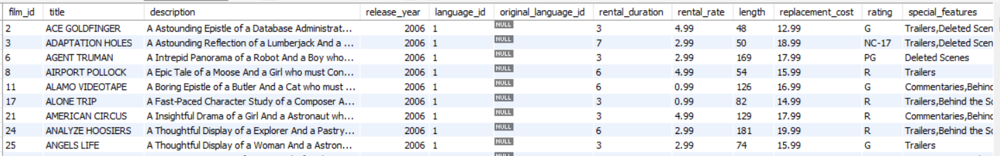 film_id title description release_year language_id original_language_id rental_duration rental_rate length replacement_cost rating special_features
2 ACE GOLDFINGER A Astounding Epistle of a Database Administrat... 2006 1 NULL 3 4.99 48 12.99 G Trailers,Deleted Scen
3 ADAPTATION HOLES A Astounding Reflection of a Lumberjack And a ... 2006 1 NULL 7 2.99 50 18.99 NC-17 Trailers,Deleted Scen
6 AGENT TRUMAN A Intrepid Panorama of a Robot And a Boy who... 2006 1 NULL 3 2.99 169 17.99 PG Deleted Scenes
8 AIRPORT POLLOCK A Epic Tale of a Moose And a Girl who must Con... 2006 1 NULL 6 4.99 54 15.99 R Trailers
11 ALAMO VIDEOTAPE A Boring Epistle of a Butler And a Cat who must ... 2006 1 NULL 6 0.99 126 16.99 G Commentaries,Behind
17 ALONE TRIP A Fast-Paced Character Study of a Composer A... 2006 1 NULL 3 0.99 82 14.99 R Trailers,Behind the Sc
21 AMERICAN CIRCUS A Insightful Drama of a Girl And a Astronaut wh... 2006 1 NULL 3 4.99 129 17.99 R Commentaries,Behind
24 ANALYZE HOOSIERS A Thoughtful Display of a Explorer And a Pastry... 2006 1 NULL 6 2.99 181 19.99 R Trailers,Behind the Sc
25 ANGELS LIFE A Thoughtful Display of a Woman And a Astron... 2006 1 NULL 3 2.99 74 15.99 G Trailers
NULL